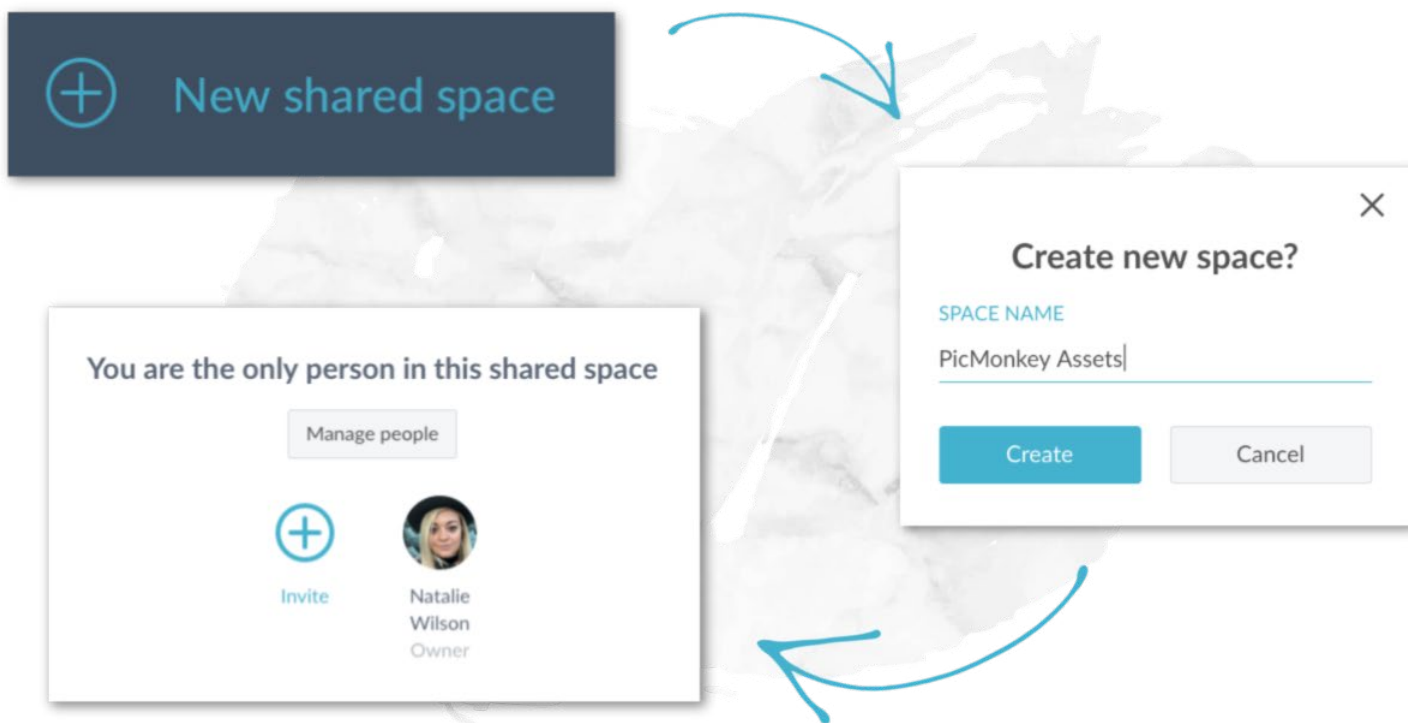 New shared space
Create new space?
SPACE NAME
PicMonkey Assets
Create
Cancel
You are the only person in this shared space
Manage people
Invite
Natalie
Wilson
Owner